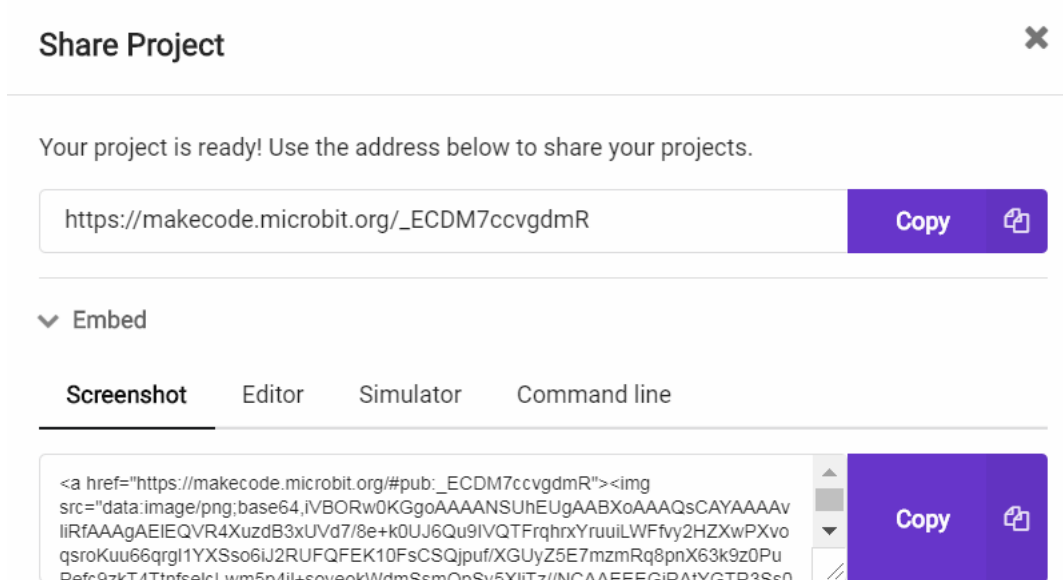 Share Project
Your project is ready! Use the address below to share your projects.
https://makecode.microbit.org/_ECDM7ccvgdmR
Copy
Embed
Screenshot Editor Simulator Command line
<a href="https://makecode.microbit.org/#pub:_ECDM7ccvgdmR"><img
src="data:image/png;base64,iVBORw0KGgoAAAANSUhEUgAABXoAAAQsCAYAAAAv
liRfAAAgAElEQVR4XuzdB3xUVd7/8e+k0UJ6Qu9IVQTFrqhrxYruuiLWFfvy2HZXwPXvo
Copy